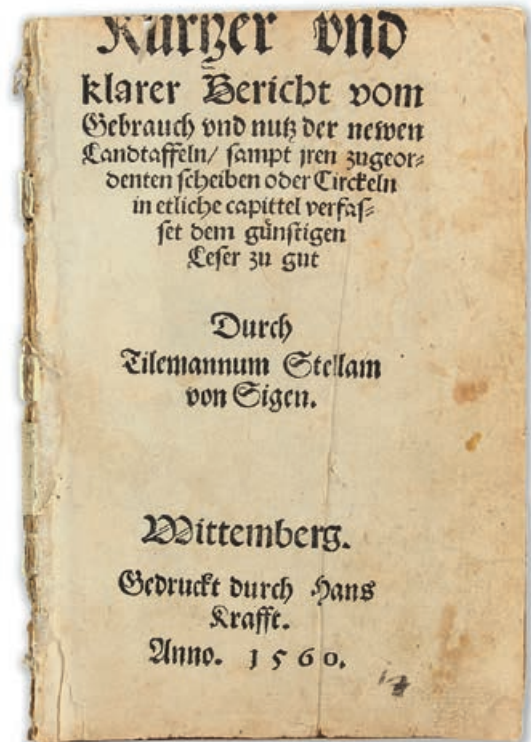 Kurtzer vnd
klarer Bericht vom
Gebrauch vnd nutz der newen
Landtaffeln/ sampt jren zugeor⸗
denten scheiben oder Circkeln
in etliche capittel verfas⸗
set dem günstigen
Leser zu gut
Durch
Tilemannum Stellam
von Sigen.
Wittemberg.
Gedruckt durch Hans
Krafft.
Anno. 1560.